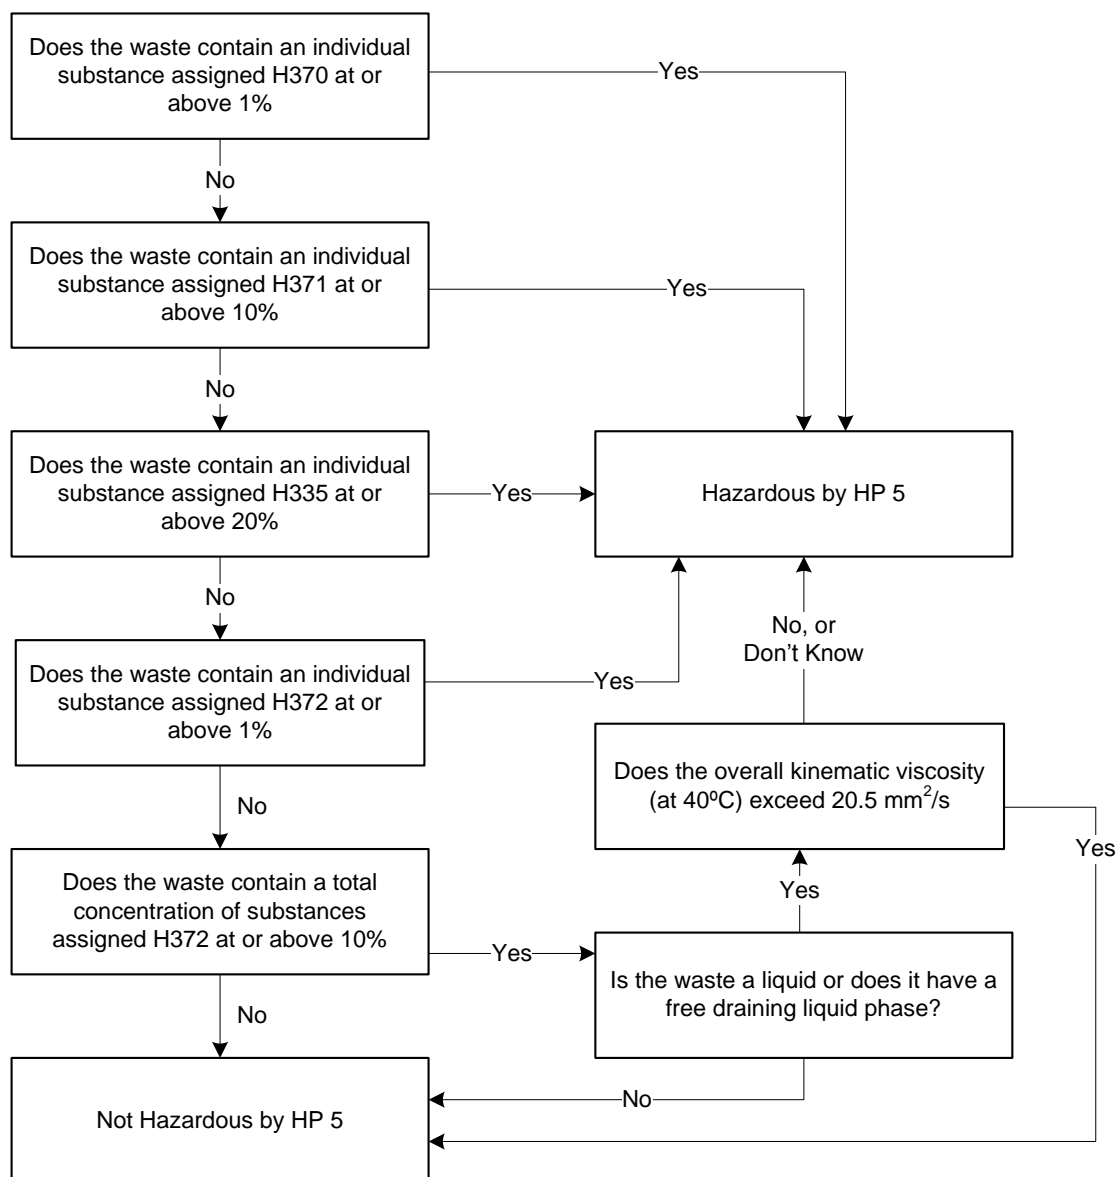 Does the waste contain an individual
substance assigned H370 at or
above 1%
Yes
No
Does the waste contain an individual
substance assigned H371 at or
above 10%
Yes
No
Does the waste contain an individual
substance assigned H335 at or
above 20%
Yes
Hazardous by HP 5
No
No, or
Don't Know
Does the waste contain an individual
substance assigned H372 at or
above 1%
Yes
Does the overall kinematic viscosity
(at 40ºC) exceed 20.5 mm²/s
No
Yes
Does the waste contain a total
concentration of substances
assigned H372 at or above 10%
Yes
Yes
Is the waste a liquid or does it have a
free draining liquid phase?
No
No
Not Hazardous by HP 5